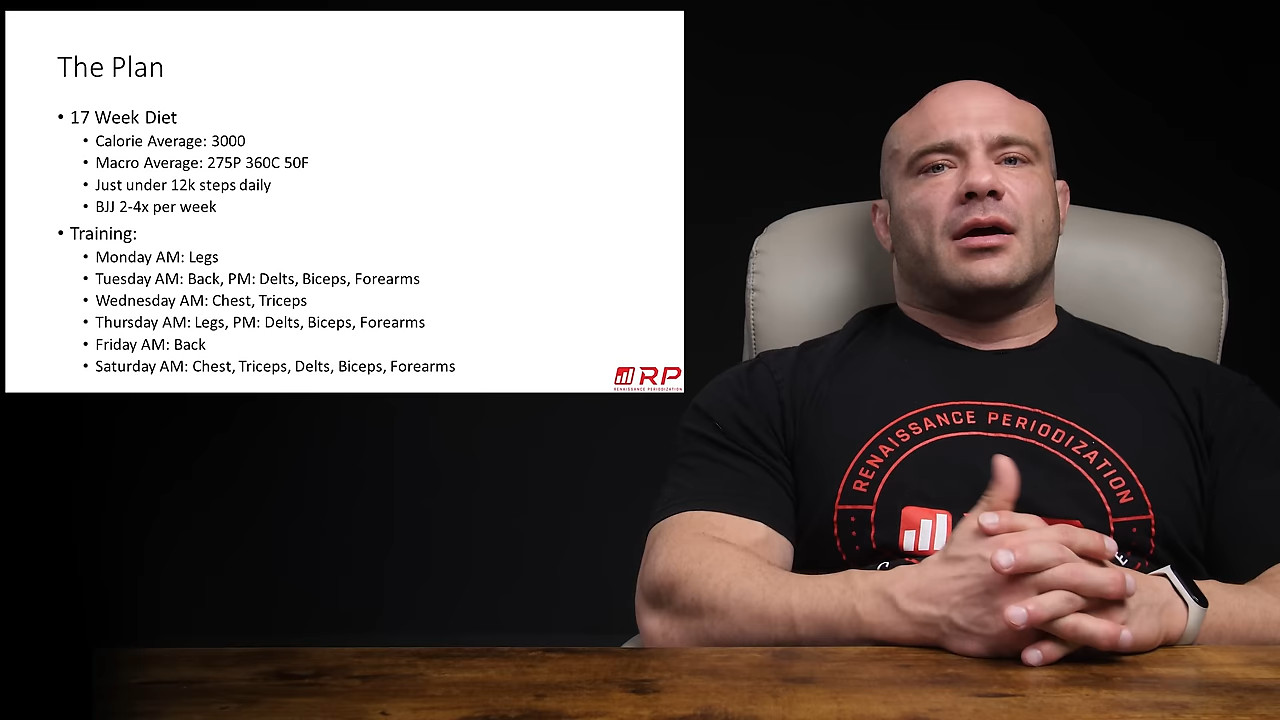 The Plan
• 17 Week Diet
• Calorie Average: 3000
• Macro Average: 275P 360C 50F
• Just under 12k steps daily
• BJJ 2-4x per week
• Training:
• Monday AM: Legs
• Tuesday AM: Back, PM: Delts, Biceps, Forearms
• Wednesday AM: Chest, Triceps
• Thursday AM: Legs, PM: Delts, Biceps, Forearms
• Friday AM: Back
• Saturday AM: Chest, Triceps, Delts, Biceps, Forearms
RP
RENAISSANCE PERIODIZATION
RENAISSANCE PERIODIZATION